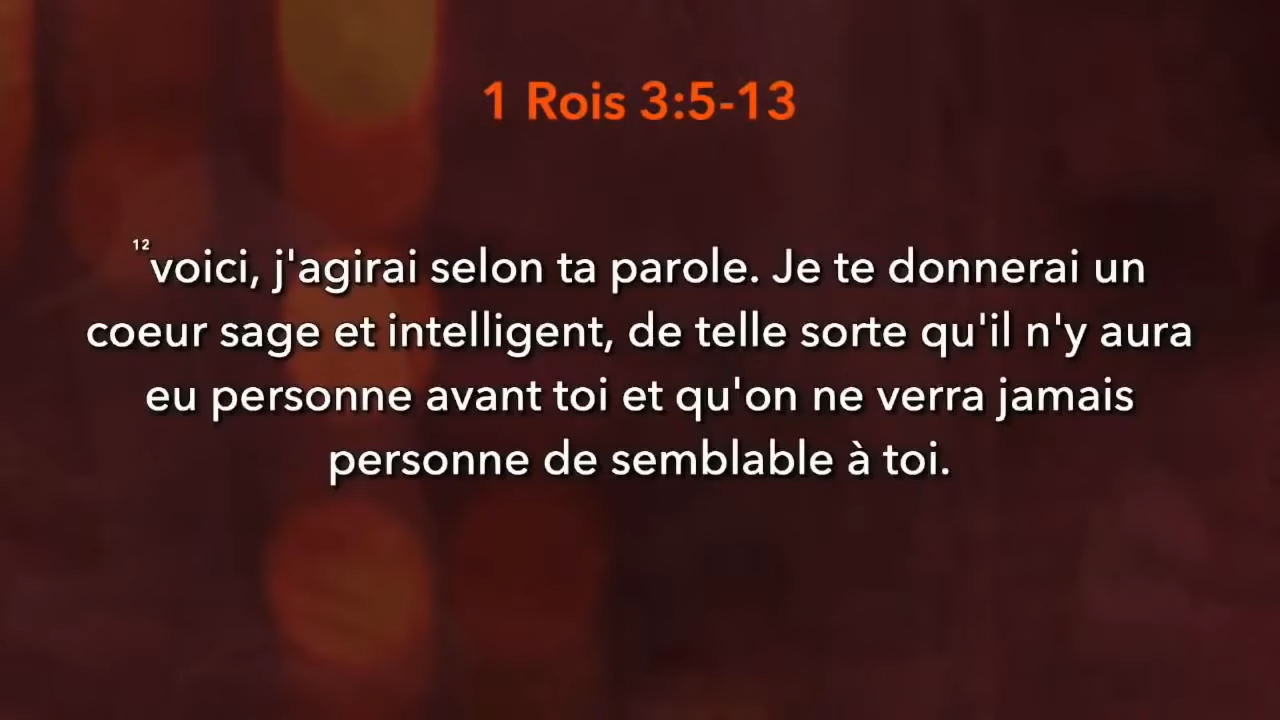 1 Rois 3:5-13
12voici, j'agirai selon ta parole. Je te donnerai un
coeur sage et intelligent, de telle sorte qu'il n'y aura
eu personne avant toi et qu'on ne verra jamais
personne de semblable à toi.